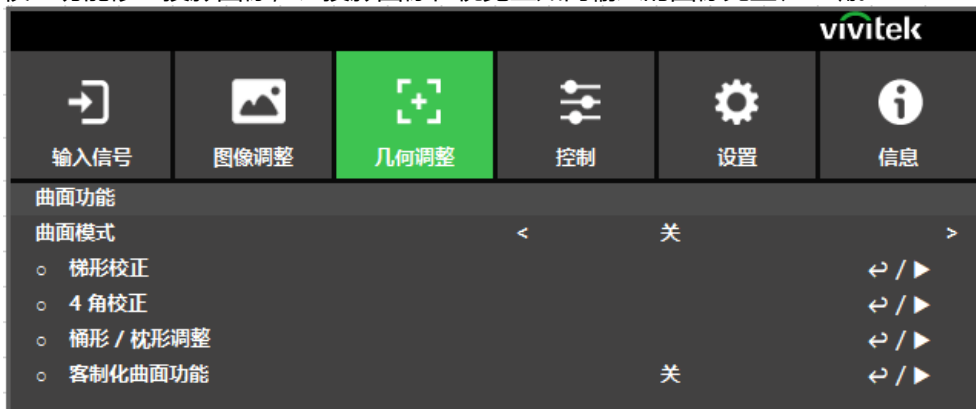 vivitek
输入信号 图像调整 几何调整 控制 设置 信息
曲面功能
曲面模式 < 关 >
○ 梯形校正 ↩ / ▶
○ 4 角校正 ↩ / ▶
○ 桶形 / 枕形调整 ↩ / ▶
○ 客制化曲面功能 关 ↩ / ▶